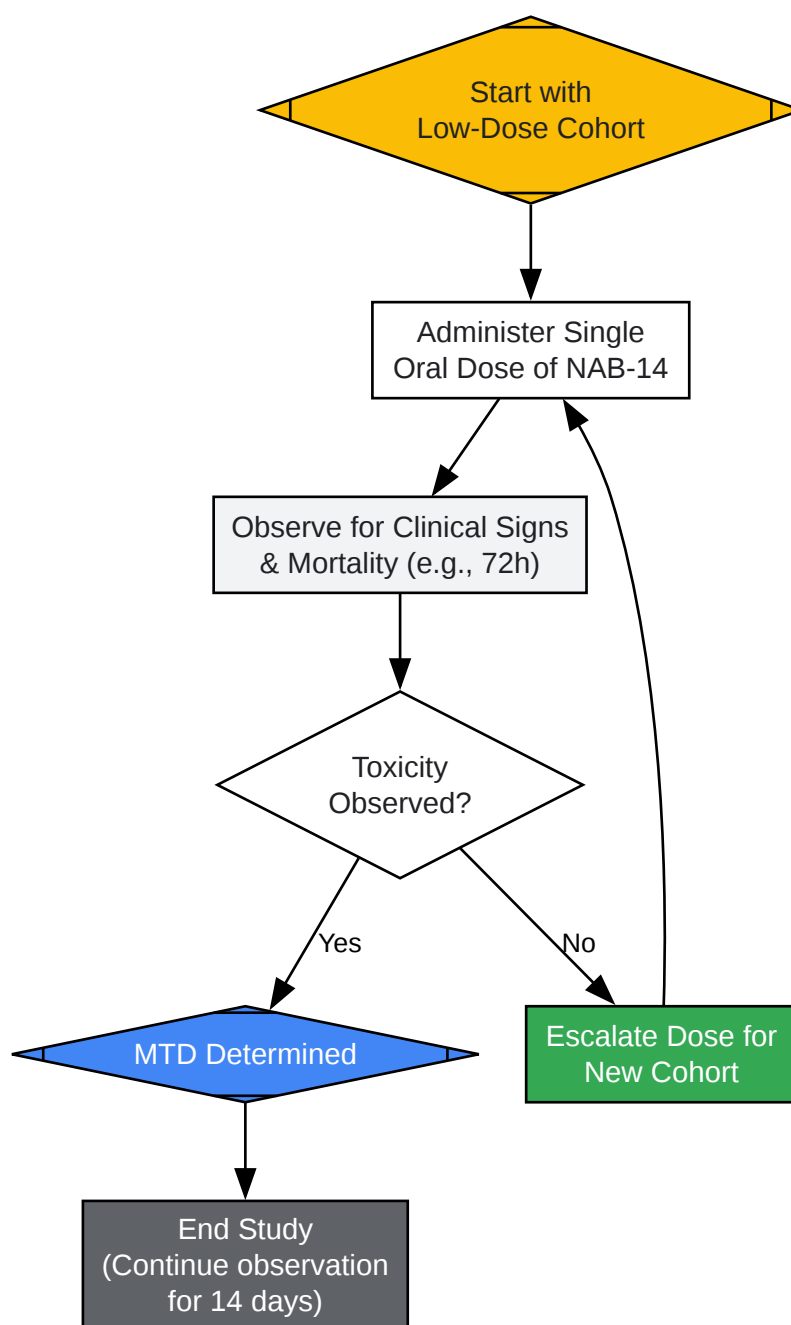 Start with
Low-Dose Cohort
Administer Single
Oral Dose of NAB-14
Observe for Clinical Signs
& Mortality (e.g., 72h)
Toxicity
Observed?
Yes
No
MTD Determined
Escalate Dose for
New Cohort
End Study
(Continue observation
for 14 days)